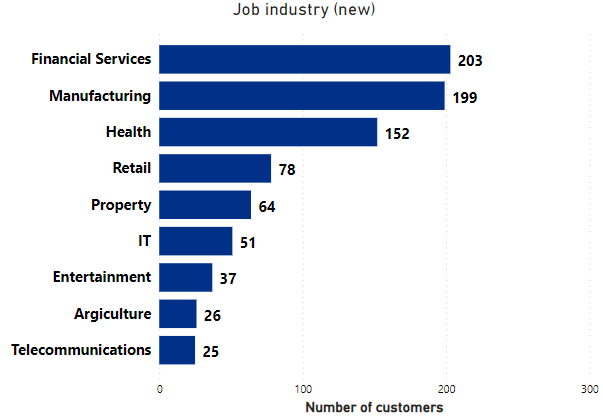 Job industry (new)
Financial Services 203
Manufacturing 199
Health 152
Retail 78
Property 64
IT 51
Entertainment 37
Argiculture 26
Telecommunications 25
0 100 200 300
Number of customers